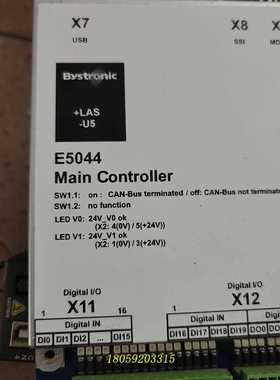 X7
X8
USB
SSI
Bystronic
+LAS
-U5
E5044
Main Controller
SW1.1: on : CAN-Bus terminated / off: CAN-Bus not terminate
SW1.2: no function
LED V0: 24V_V0 ok
(X2: 4(0V) / 5(+24V))
LED V1: 24V_V1 ok
(X2: 1(0V) / 3(+24V))
Digital I/O
X11
1 16
Digital IN
DI0 DI1 DI2 ... DI15
Digital I/O
X12
1
Digital IN
DI16 DI17 DI18 DI19 DO0 DO
18059203315